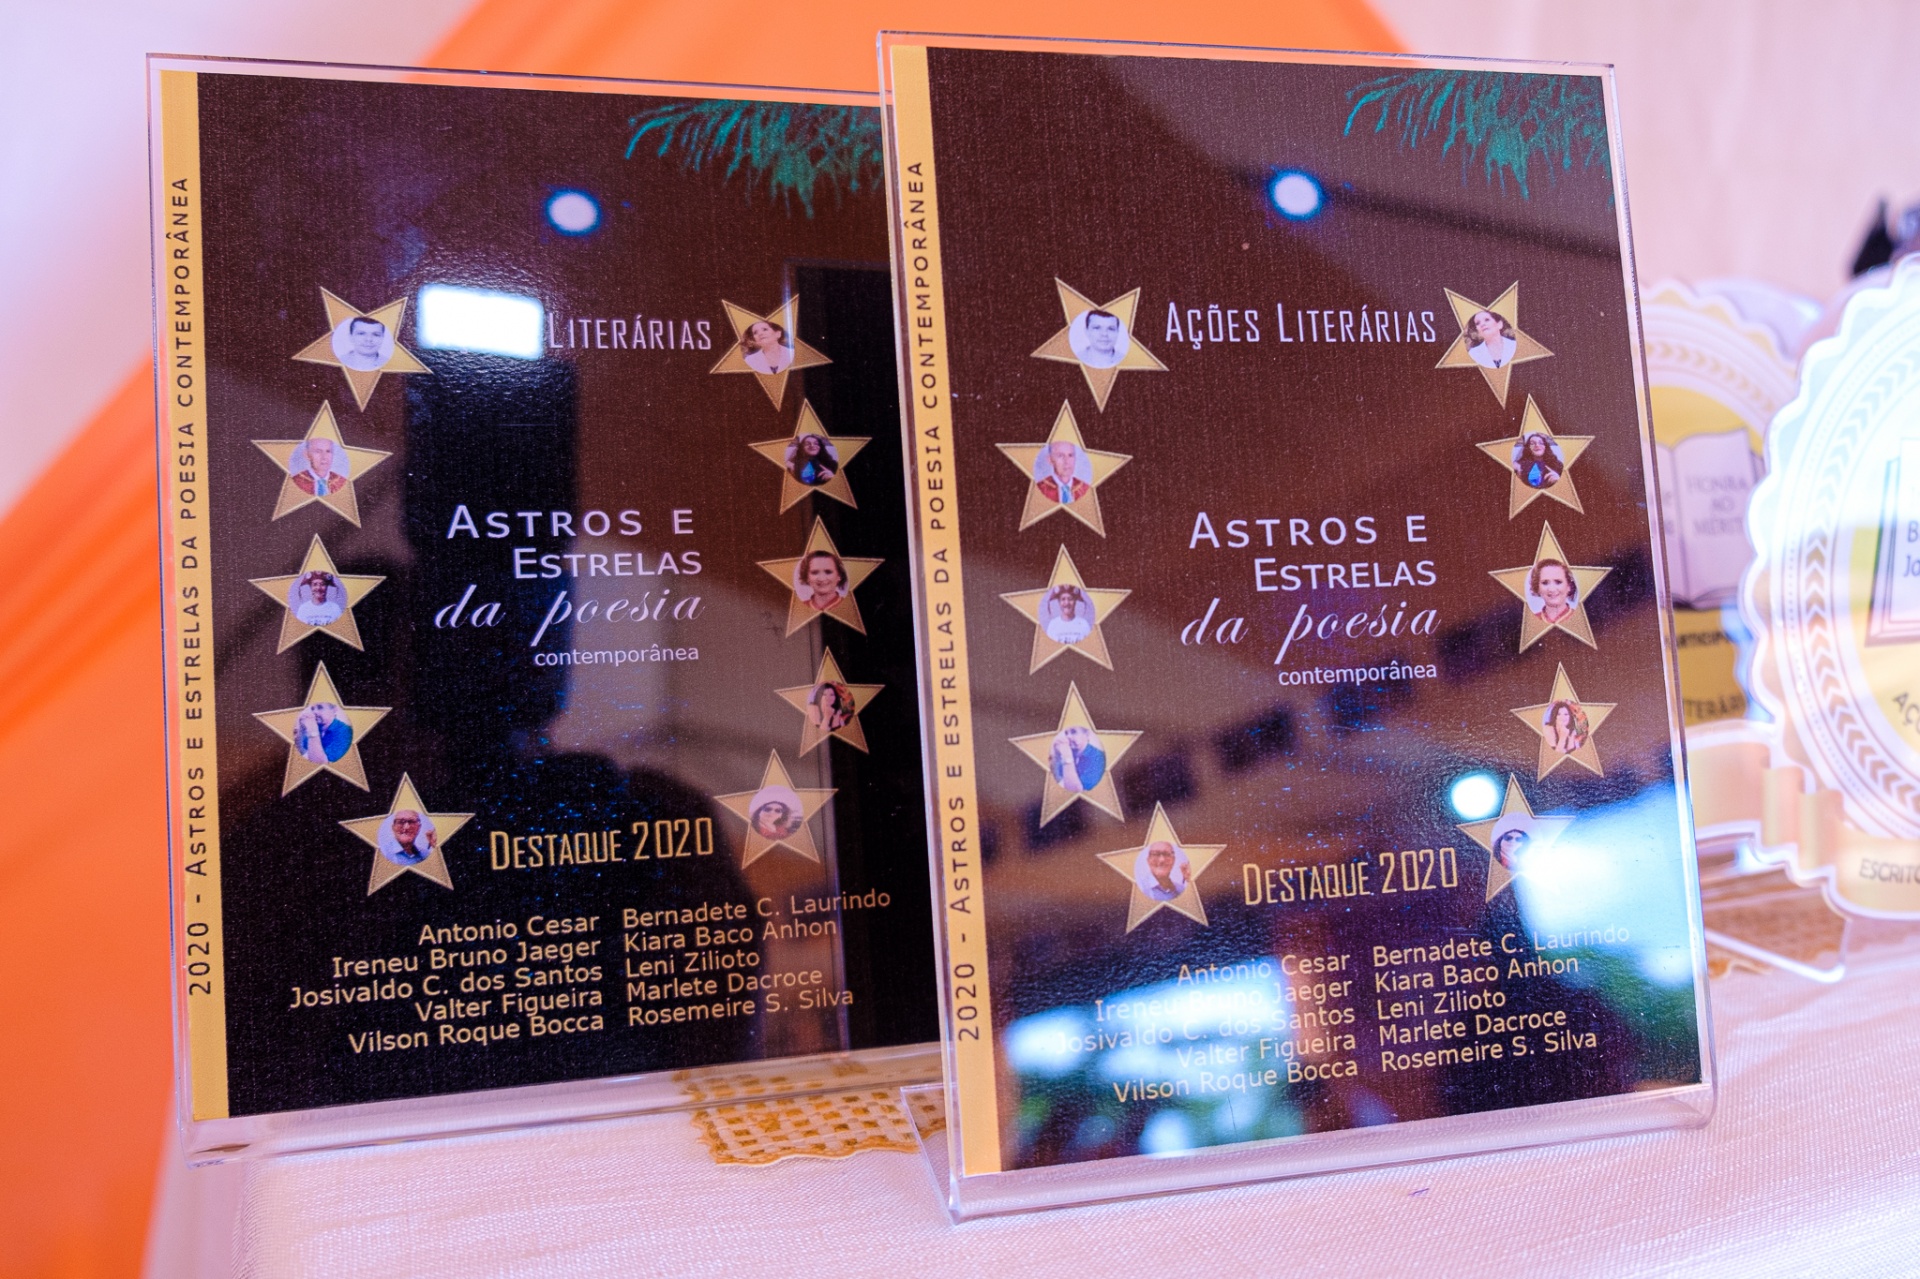 2020 - ASTROS E ESTRELAS DA POESIA CONTEMPORÂNEA
LITERÁRIAS
ASTROS E
ESTRELAS
da poesia
contemporânea
DESTAQUE 2020
Antonio Cesar
Ireneu Bruno Jaeger
Josivaldo C. dos Santos
Valter Figueira
Vilson Roque Bocca
Bernadete C. Laurindo
Kiara Baco Anhon
Leni Zilioto
Marlete Dacroce
Rosemeire S. Silva
2020 - ASTROS E ESTRELAS DA POESIA CONTEMPORÂNEA
AÇÕES LITERÁRIAS
ASTROS E
ESTRELAS
da poesia
contemporânea
DESTAQUE 2020
Antonio Cesar
Ireneu Bruno Jaeger
Josivaldo C. dos Santos
Valter Figueira
Vilson Roque Bocca
Bernadete C. Laurindo
Kiara Baco Anhon
Leni Zilioto
Marlete Dacroce
Rosemeire S. Silva
HONRA
AO
MÉRITO